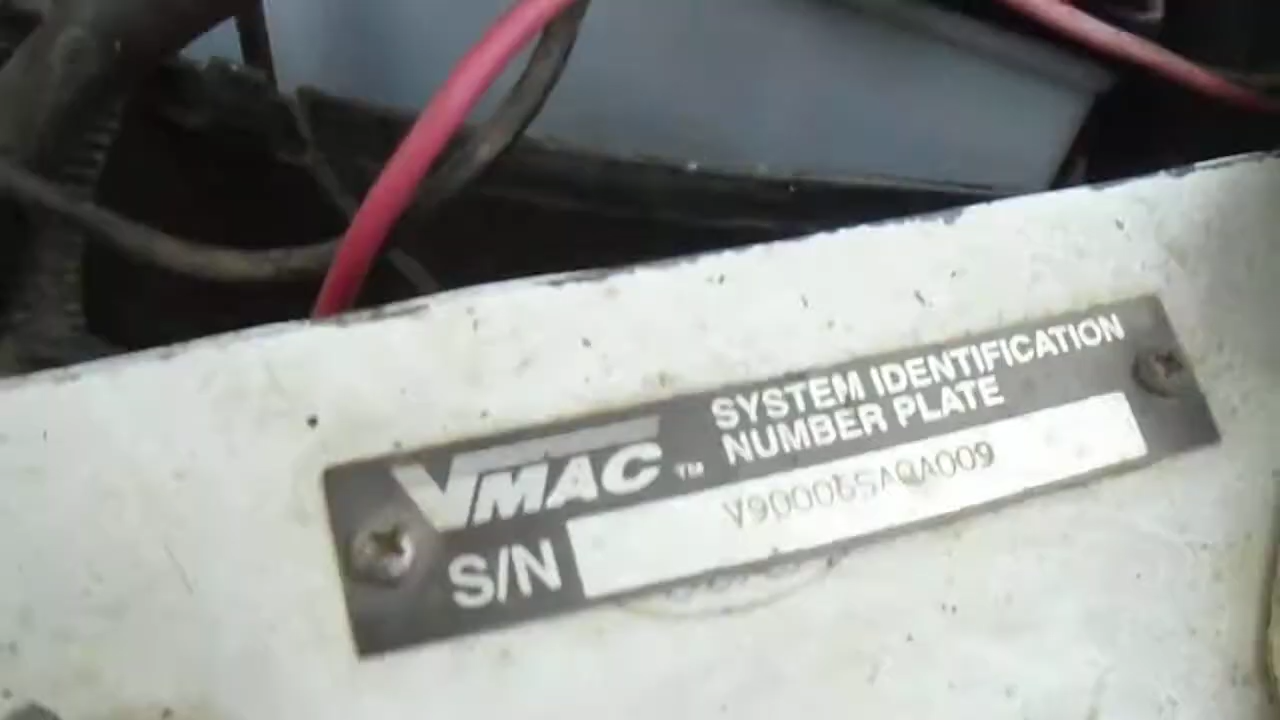 VMAC™
SYSTEM IDENTIFICATION
NUMBER PLATE
S/N